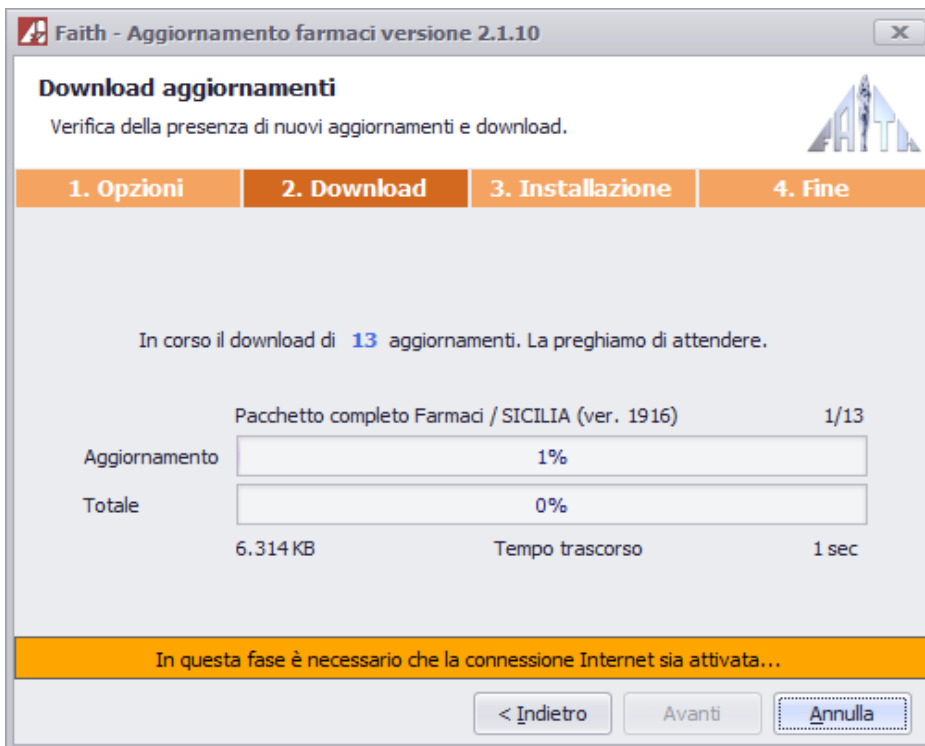 Faith - Aggiornamento farmaci versione 2.1.10
Download aggiornamenti
Verifica della presenza di nuovi aggiornamenti e download.
FAITH
1. Opzioni 2. Download 3. Installazione 4. Fine
In corso il download di 13 aggiornamenti. La preghiamo di attendere.
Pacchetto completo Farmaci / SICILIA (ver. 1916) 1/13
Aggiornamento 1%
Totale 0%
6.314 KB Tempo trascorso 1 sec
In questa fase è necessario che la connessione Internet sia attivata...
< Indietro Avanti Annulla